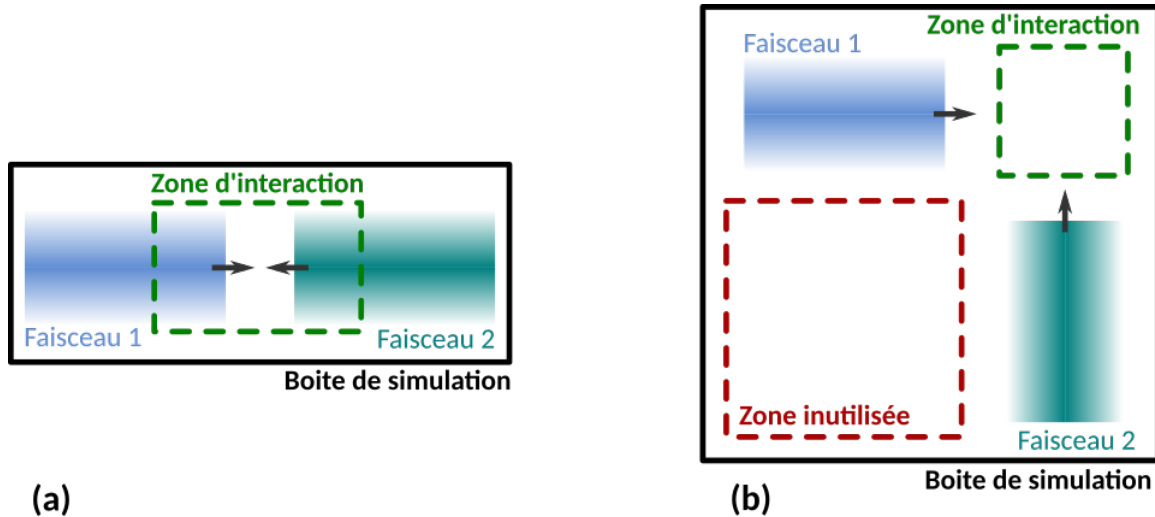 Zone d'interaction
Faisceau 1
Faisceau 2
Boite de simulation
(a)
Zone d'interaction
Faisceau 1
Zone inutilisée
Faisceau 2
Boite de simulation
(b)